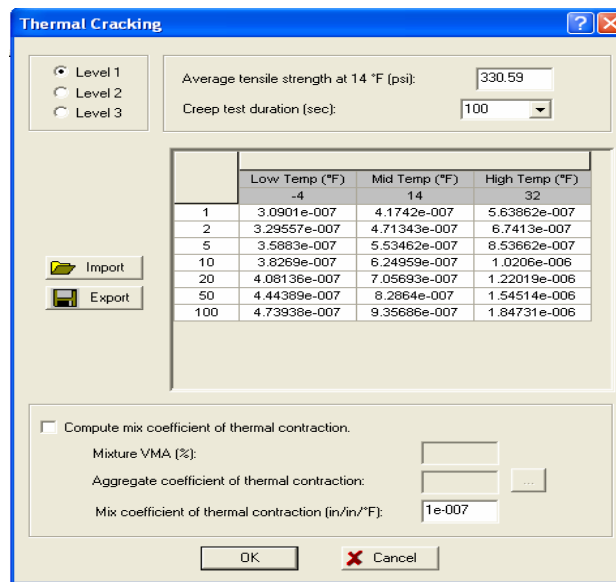 Thermal Cracking
Level 1
Level 2
Level 3
Average tensile strength at 14 °F (psi): 330.59
Creep test duration (sec): 100
Low Temp (°F) Mid Temp (°F) High Temp (°F)
-4 14 32
1 3.0901e-007 4.1742e-007 5.63862e-007
2 3.29557e-007 4.71343e-007 6.7413e-007
5 3.5883e-007 5.53462e-007 8.53662e-007
10 3.8269e-007 6.24959e-007 1.0206e-006
20 4.08136e-007 7.05693e-007 1.22019e-006
50 4.44389e-007 8.2864e-007 1.54514e-006
100 4.73938e-007 9.35686e-007 1.84731e-006
Import
Export
Compute mix coefficient of thermal contraction.
Mixture VMA (%):
Aggregate coefficient of thermal contraction: ...
Mix coefficient of thermal contraction (in/in/°F): 1e-007
OK Cancel